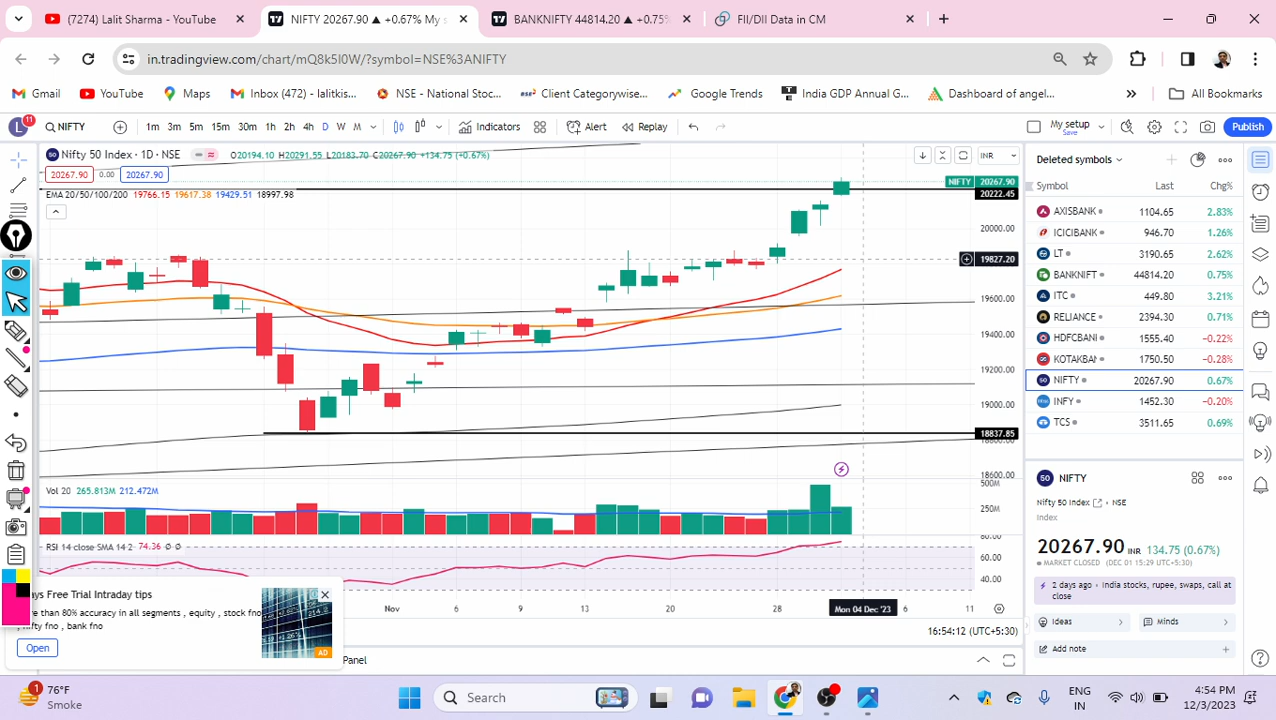 (7274) Lalit Sharma - YouTube
NIFTY 20267.90 ▲ +0.67% My s
BANKNIFTY 44814.20 ▲ +0.75%
FII/DII Data in CM
in.tradingview.com/chart/mQ8k5I0W/?symbol=NSE%3ANIFTY
Gmail
YouTube
Maps
Inbox (472) - lalitkis...
NSE - National Stoc...
Client Categorywise...
Google Trends
India GDP Annual G...
Dashboard of angel...
All Bookmarks
L
11
NIFTY
1m 3m 5m 15m 30m 1h 2h 4h D W M
Indicators
Alert
Replay
My setup
Save
Publish
50 Nifty 50 Index · 1D · NSE
O20194.10 H20291.55 L20183.70 C20267.90 +134.75 (+0.67%)
20267.90 0.00 20267.90
EMA 20/50/100/200 19766.15 19617.38 19429.51 18997.98
INR
NIFTY 20267.90
20222.45
20000.00
19827.20
19600.00
19400.00
19200.00
19000.00
18837.85
18800.00
18600.00
Vol 20 265.813M 212.472M
500M
250M
RSI 14 close SMA 14 2 74.36 ∅ ∅
80.00
60.00
40.00
Nov 6 9 13 20 28 Mon 04 Dec '23 6 11
ays Free Trial Intraday tips
re than 80% accuracy in all segments , equity , stock fno
, nifty fno , bank fno
Open
AD
16:54:12 (UTC+5:30)
Panel
Deleted symbols
Symbol Last Chg%
AXISBANK 1104.65 2.83%
ICICIBANK 946.70 1.26%
LT 3190.65 2.62%
BANKNIFT 44814.20 0.75%
ITC 449.80 3.21%
RELIANCE 2394.30 0.71%
HDFCBANI 1555.40 −0.22%
KOTAKBAI 1750.50 −0.28%
50 NIFTY 20267.90 0.67%
INFY 1452.30 −0.20%
TCS 3511.65 0.69%
50 NIFTY
Nifty 50 Index · NSE
Index
20267.90 INR 134.75 (0.67%)
MARKET CLOSED (DEC 01 15:29 UTC+5:30)
2 days ago · India stocks, rupee, swaps, call at
close
Ideas
Minds
Add note
1
76°F
Smoke
Search
ENG
IN
4:54 PM
12/3/2023